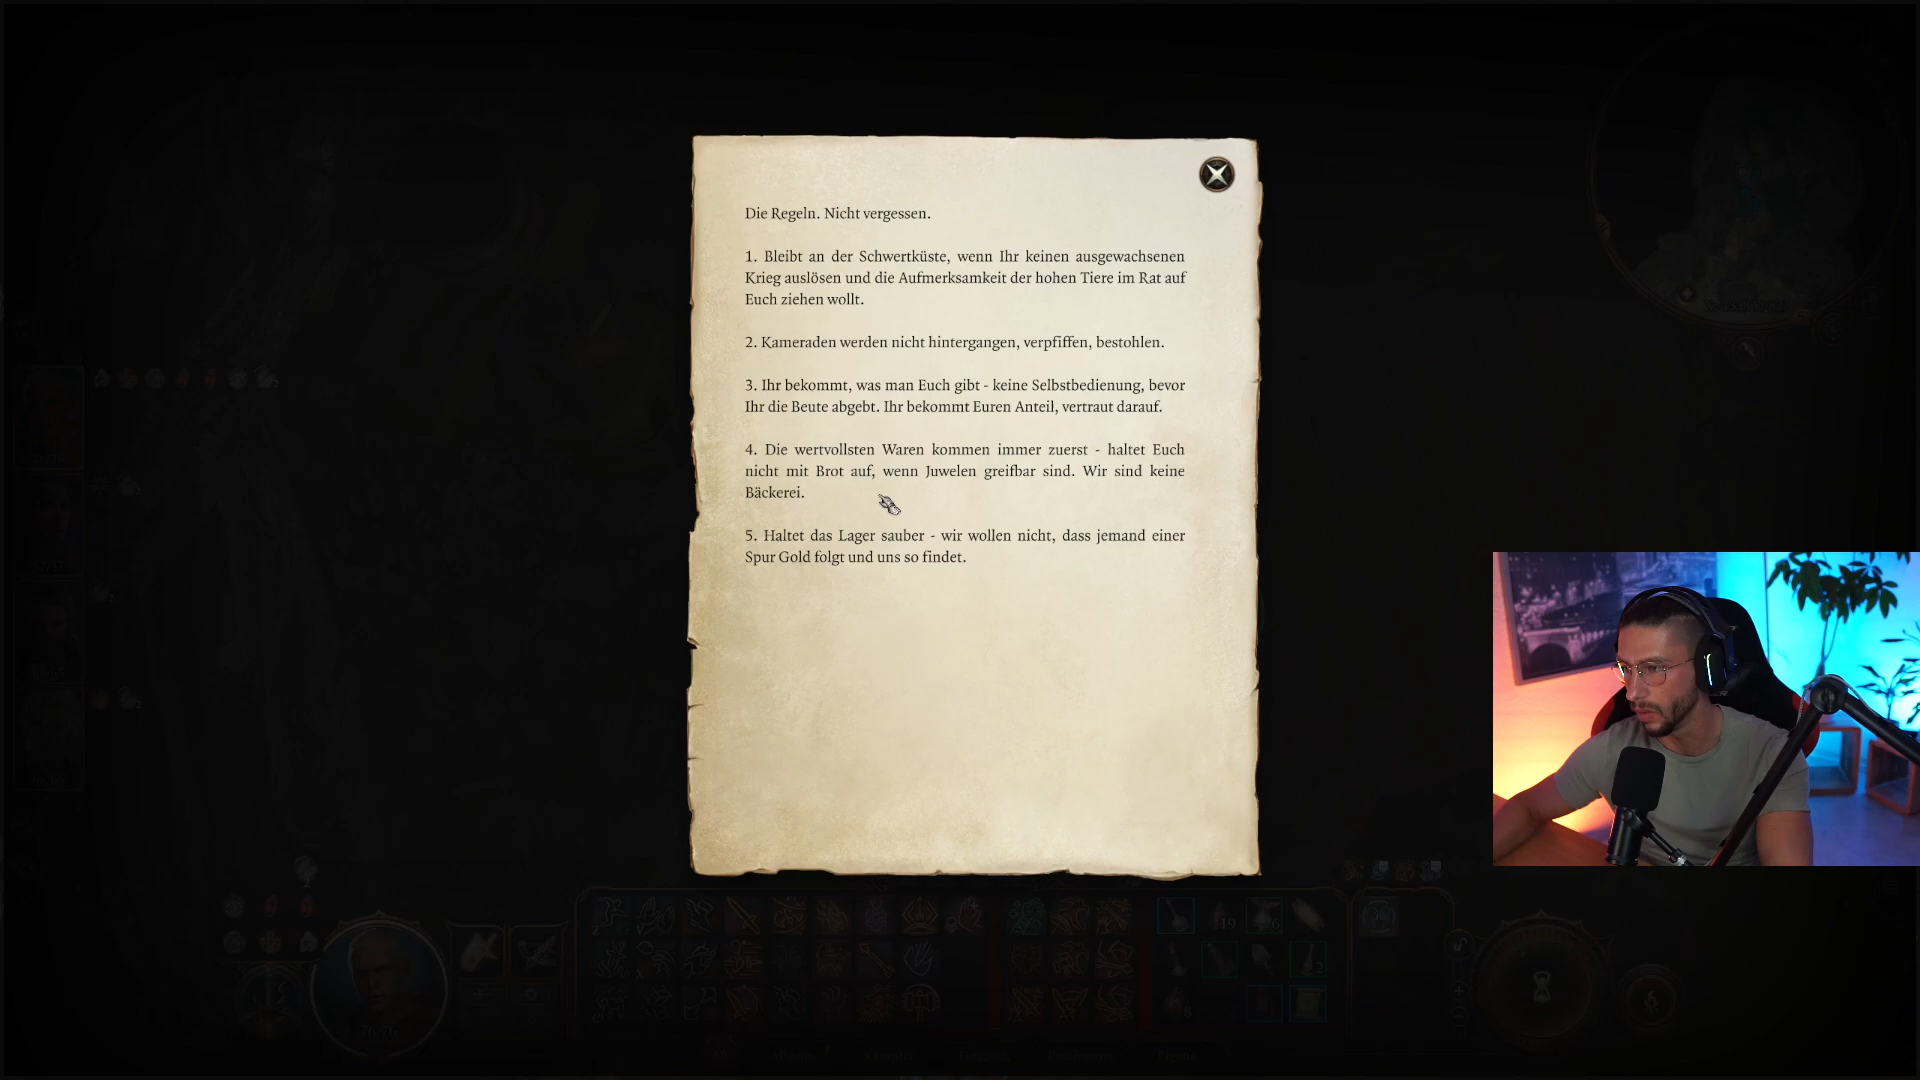 Die Regeln. Nicht vergessen.
1. Bleibt an der Schwertküste, wenn Ihr keinen ausgewachsenen
Krieg auslösen und die Aufmerksamkeit der hohen Tiere im Rat auf
Euch ziehen wollt.
2. Kameraden werden nicht hintergangen, verpfiffen, bestohlen.
3. Ihr bekommt, was man Euch gibt - keine Selbstbedienung, bevor
Ihr die Beute abgebt. Ihr bekommt Euren Anteil, vertraut darauf.
4. Die wertvollsten Waren kommen immer zuerst - haltet Euch
nicht mit Brot auf, wenn Juwelen greifbar sind. Wir sind keine
Bäckerei.
5. Haltet das Lager sauber - wir wollen nicht, dass jemand einer
Spur Gold folgt und uns so findet.
19
6
2
8